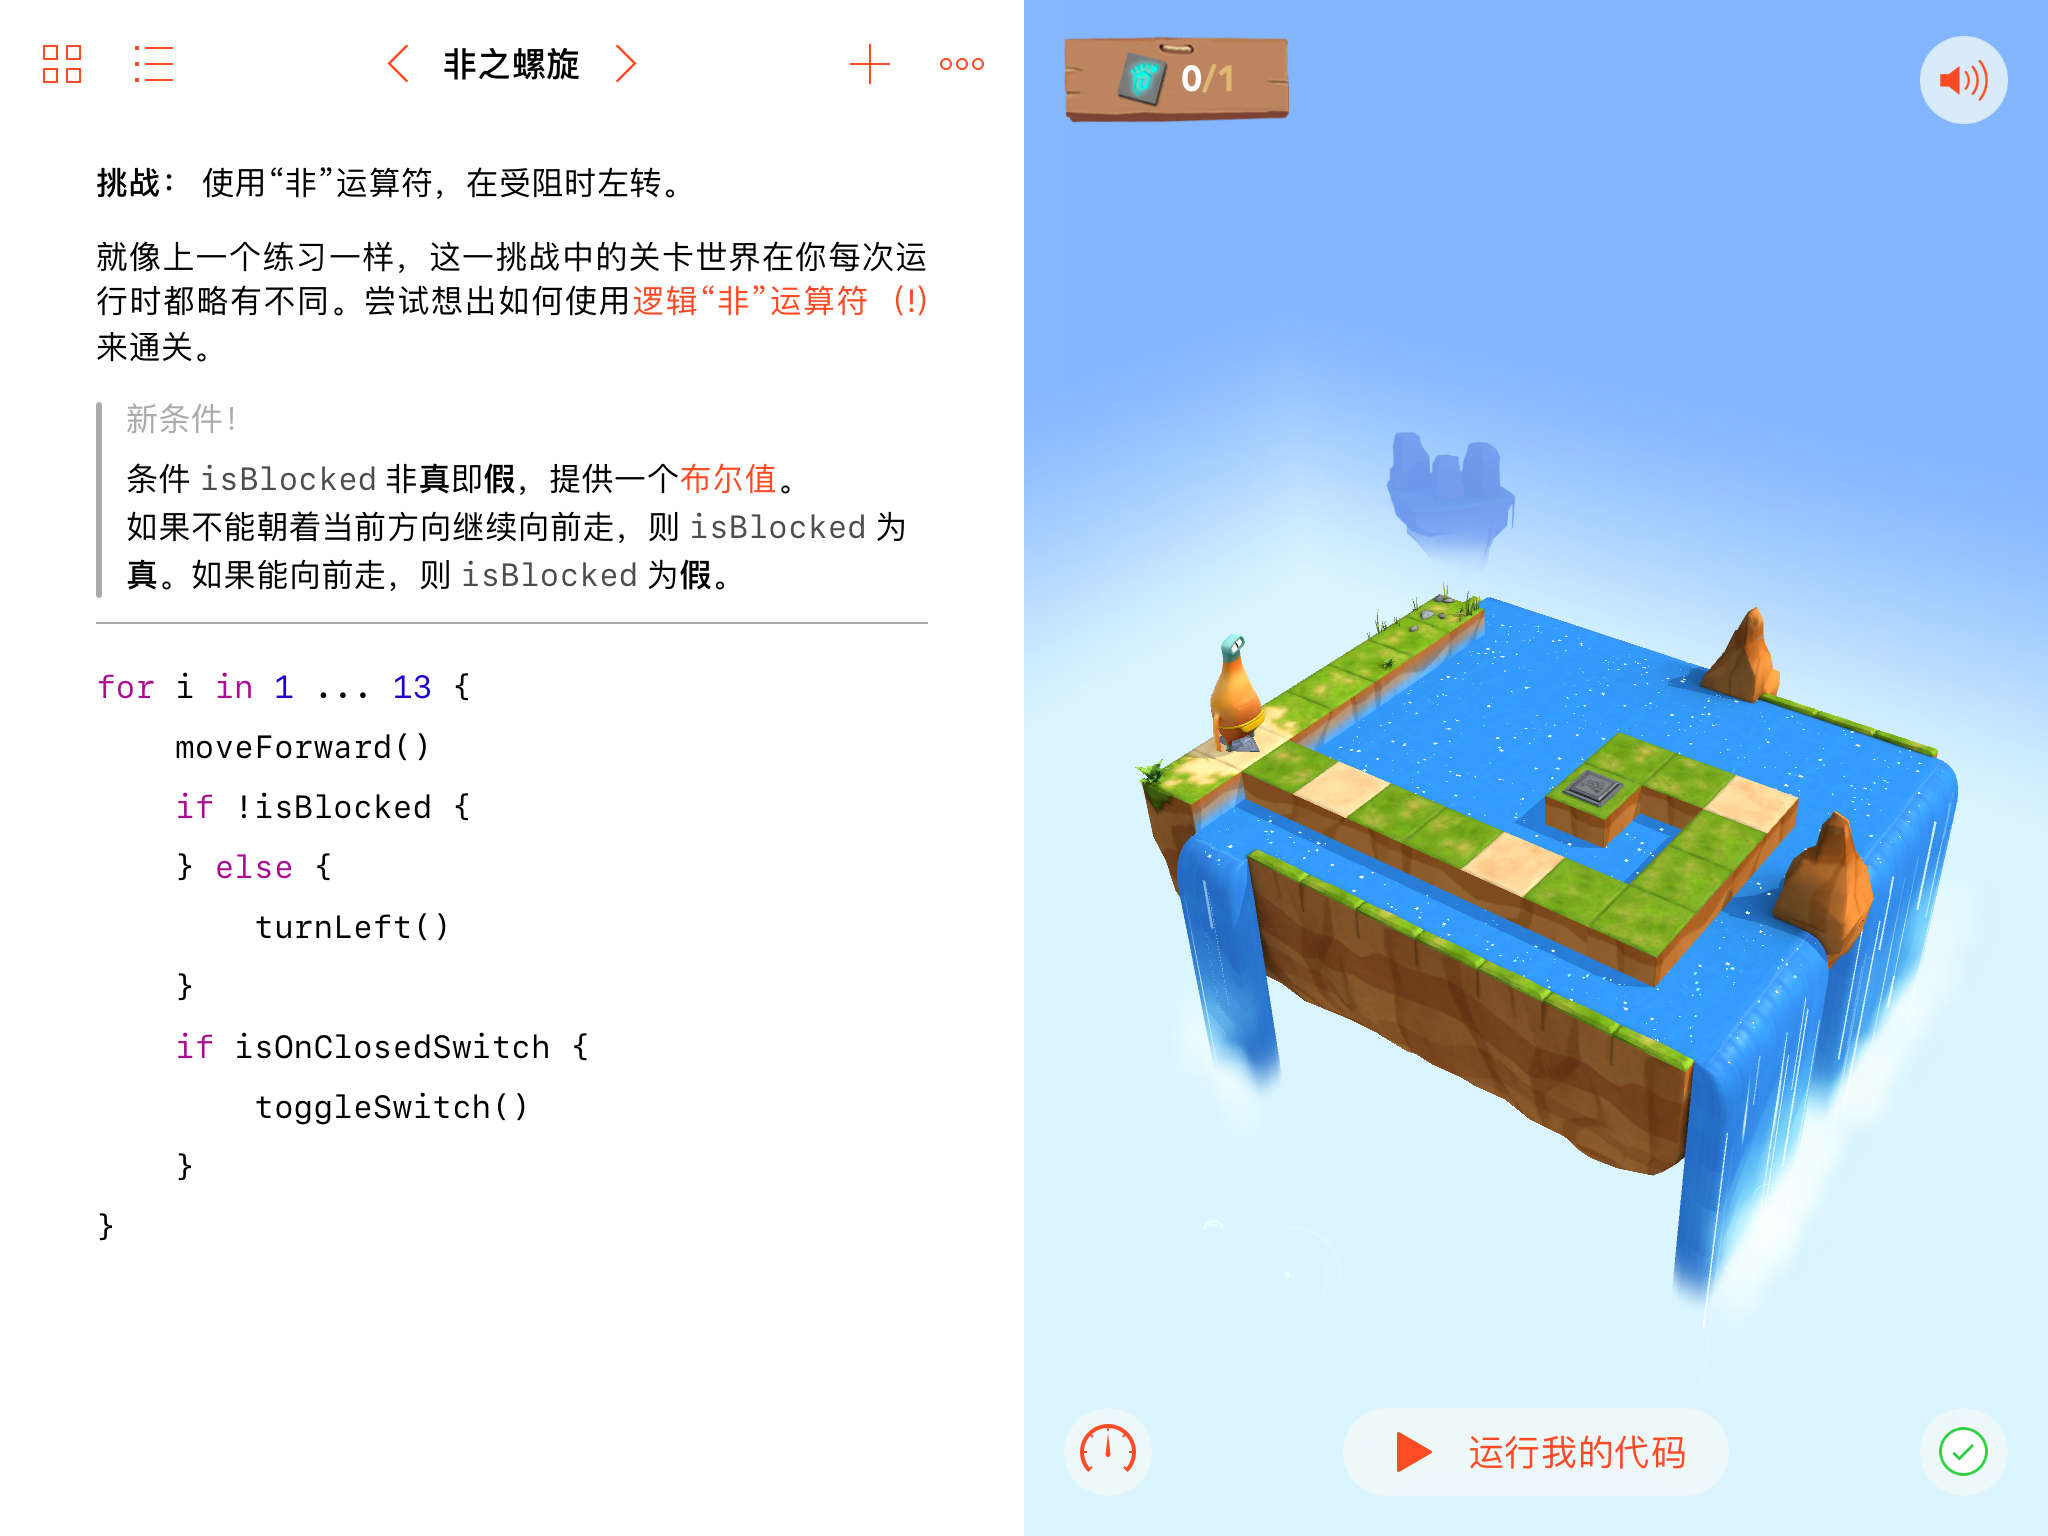 非之螺旋
挑战： 使用“非”运算符，在受阻时左转。
就像上一个练习一样，这一挑战中的关卡世界在你每次运
行时都略有不同。尝试想出如何使用逻辑“非”运算符 (!)
来通关。
新条件！
条件 isBlocked 非真即假，提供一个布尔值。
如果不能朝着当前方向继续向前走，则 isBlocked 为
真。如果能向前走，则 isBlocked 为假。
for i in 1 ... 13 {
moveForward()
if !isBlocked {
} else {
turnLeft()
}
if isOnClosedSwitch {
toggleSwitch()
}
}
0/1
运行我的代码